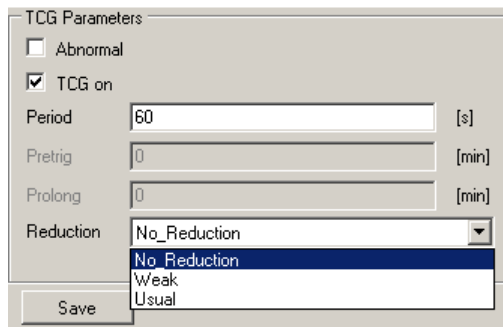 TCG Parameters
Abnormal
TCG on
Period 60 [s]
Pretrig 0 [min]
Prolong 0 [min]
Reduction No_Reduction
No_Reduction
Weak
Usual
Save